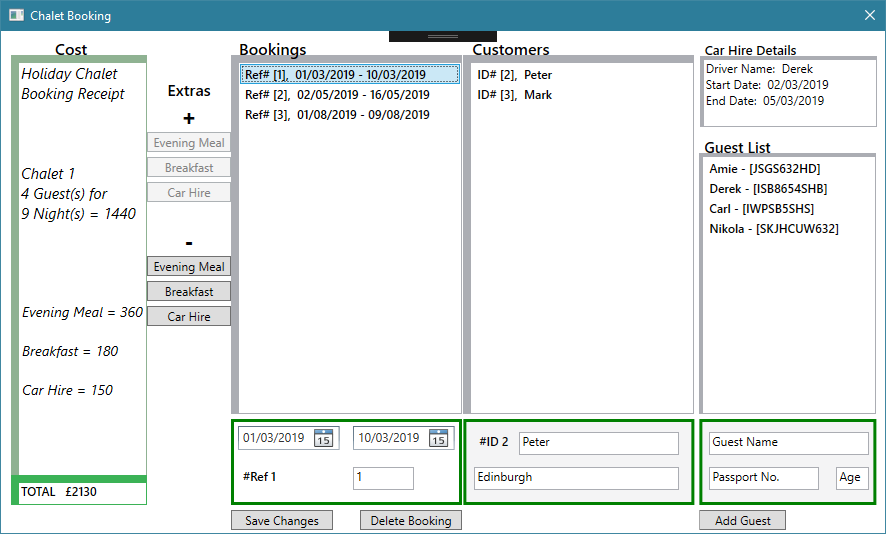 Chalet Booking
Cost
Holiday Chalet
Booking Receipt
Chalet 1
4 Guest(s) for
9 Night(s) = 1440
Evening Meal = 360
Breakfast = 180
Car Hire = 150
TOTAL £2130
Extras
+
Evening Meal
Breakfast
Car Hire
-
Evening Meal
Breakfast
Car Hire
Bookings
Ref# [1], 01/03/2019 - 10/03/2019
Ref# [2], 02/05/2019 - 16/05/2019
Ref# [3], 01/08/2019 - 09/08/2019
01/03/2019 15 10/03/2019 15
#Ref 1 1
Save Changes Delete Booking
Customers
ID# [2], Peter
ID# [3], Mark
#ID 2 Peter
Edinburgh
Car Hire Details
Driver Name: Derek
Start Date: 02/03/2019
End Date: 05/03/2019
Guest List
Amie - [JSGS632HD]
Derek - [ISB8654SHB]
Carl - [IWPSB5SHS]
Nikola - [SKJHCUW632]
Guest Name
Passport No. Age
Add Guest